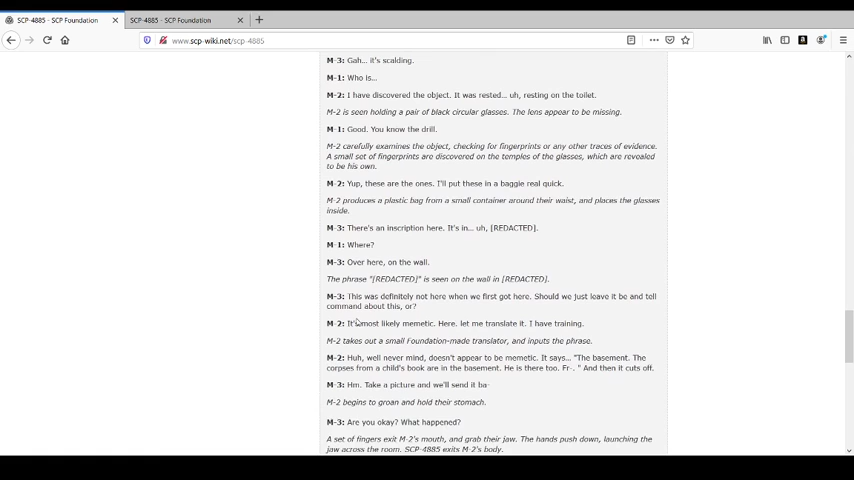 SCP-4885 - SCP Foundation
SCP-4885 - SCP Foundation
www.scp-wiki.net/scp-4885
M-3: Gah… it's scalding.
M-1: Who is…
M-2: I have discovered the object. It was rested… uh, resting on the toilet.
M-2 is seen holding a pair of black circular glasses. The lens appear to be missing.
M-1: Good. You know the drill.
M-2 carefully examines the object, checking for fingerprints or any other traces of evidence.
A small set of fingerprints are discovered on the temples of the glasses, which are revealed
to be his own.
M-2: Yup, these are the ones. I'll put these in a baggie real quick.
M-2 produces a plastic bag from a small container around their waist, and places the glasses
inside.
M-3: There's an inscription here. It's in… uh, [REDACTED].
M-1: Where?
M-3: Over here, on the wall.
The phrase "[REDACTED]" is seen on the wall in [REDACTED].
M-3: This was definitely not here when we first got here. Should we just leave it be and tell
command about this, or?
M-2: It's most likely memetic. Here. let me translate it. I have training.
M-2 takes out a small Foundation-made translator, and inputs the phrase.
M-2: Huh, well never mind, doesn't appear to be memetic. It says… "The basement. The
corpses from a child's book are in the basement. He is there too. Fr-. " And then it cuts off.
M-3: Hm. Take a picture and we'll send it ba-
M-2 begins to groan and hold their stomach.
M-3: Are you okay? What happened?
A set of fingers exit M-2's mouth, and grab their jaw. The hands push down, launching the
jaw across the room. SCP-4885 exits M-2's body.